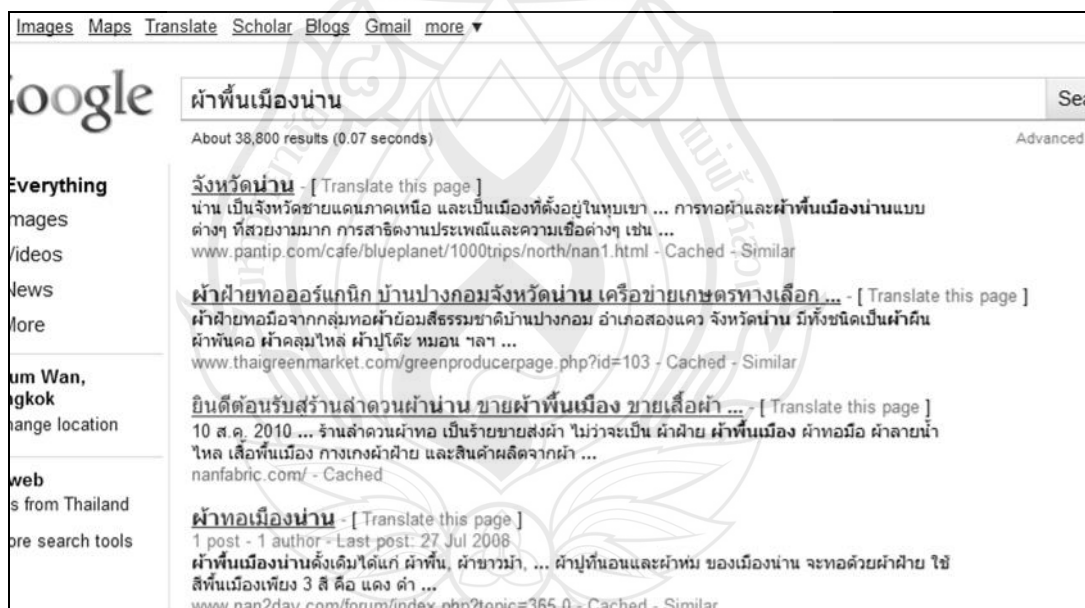 Images Maps Translate Scholar Blogs Gmail more ▼
oogle
ผ้าพื้นเมืองน่าน
Sea
About 38,800 results (0.07 seconds)
Advanced
Everything
mages
Videos
News
More
um Wan,
ngkok
hange location
web
s from Thailand
ore search tools
จังหวัดน่าน - [ Translate this page ]
น่าน เป็นจังหวัดชายแดนภาคเหนือ และเป็นเมืองที่ตั้งอยู่ในหุบเขา ... การทอผ้าและผ้าพื้นเมืองน่านแบบ
ต่างๆ ที่สวยงามมาก การสาธิตงานประเพณีและความเชื่อต่างๆ เช่น ...
www.pantip.com/cafe/blueplanet/1000trips/north/nan1.html - Cached - Similar
ผ้าฝ้ายทอออร์แกนิก บ้านปางกอมจังหวัดน่าน เครือข่ายเกษตรทางเลือก ... - [ Translate this page ]
ผ้าฝ้ายทอมือจากกลุ่มทอผ้าย้อมสีธรรมชาติบ้านปางกอม อำเภอสองแคว จังหวัดน่าน มีทั้งชนิดเป็นผ้าผืน
ผ้าพันคอ ผ้าคลุมไหล่ ผ้าปูโต๊ะ หมอน ฯลฯ ...
www.thaigreenmarket.com/greenproducerpage.php?id=103 - Cached - Similar
ยินดีต้อนรับสู่ร้านลำดวนผ้าน่าน ขายผ้าพื้นเมือง ขายเสื้อผ้า ... - [ Translate this page ]
10 ส.ค. 2010 ... ร้านลำดวนผ้าทอ เป็นร้ายขายส่งผ้า ไม่ว่าจะเป็น ผ้าฝ้าย ผ้าพื้นเมือง ผ้าทอมือ ผ้าลายน้ำ
ไหล เสื้อพื้นเมือง กางเกงผ้าฝ้าย และสินค้าผลิตจากผ้า ...
nanfabric.com/ - Cached
ผ้าทอเมืองน่าน - [ Translate this page ]
1 post - 1 author - Last post: 27 Jul 2008
ผ้าพื้นเมืองน่านดั้งเดิมได้แก่ ผ้าพื้น, ผ้าขาวม้า, ... ผ้าปูที่นอนและผ้าห่ม ของเมืองน่าน จะทอด้วยผ้าฝ้าย ใช้
สีพื้นเมืองเพียง 3 สี คือ แดง ดำ ...
www.nan2day.com/forum/index.php?topic=365.0 - Cached - Similar